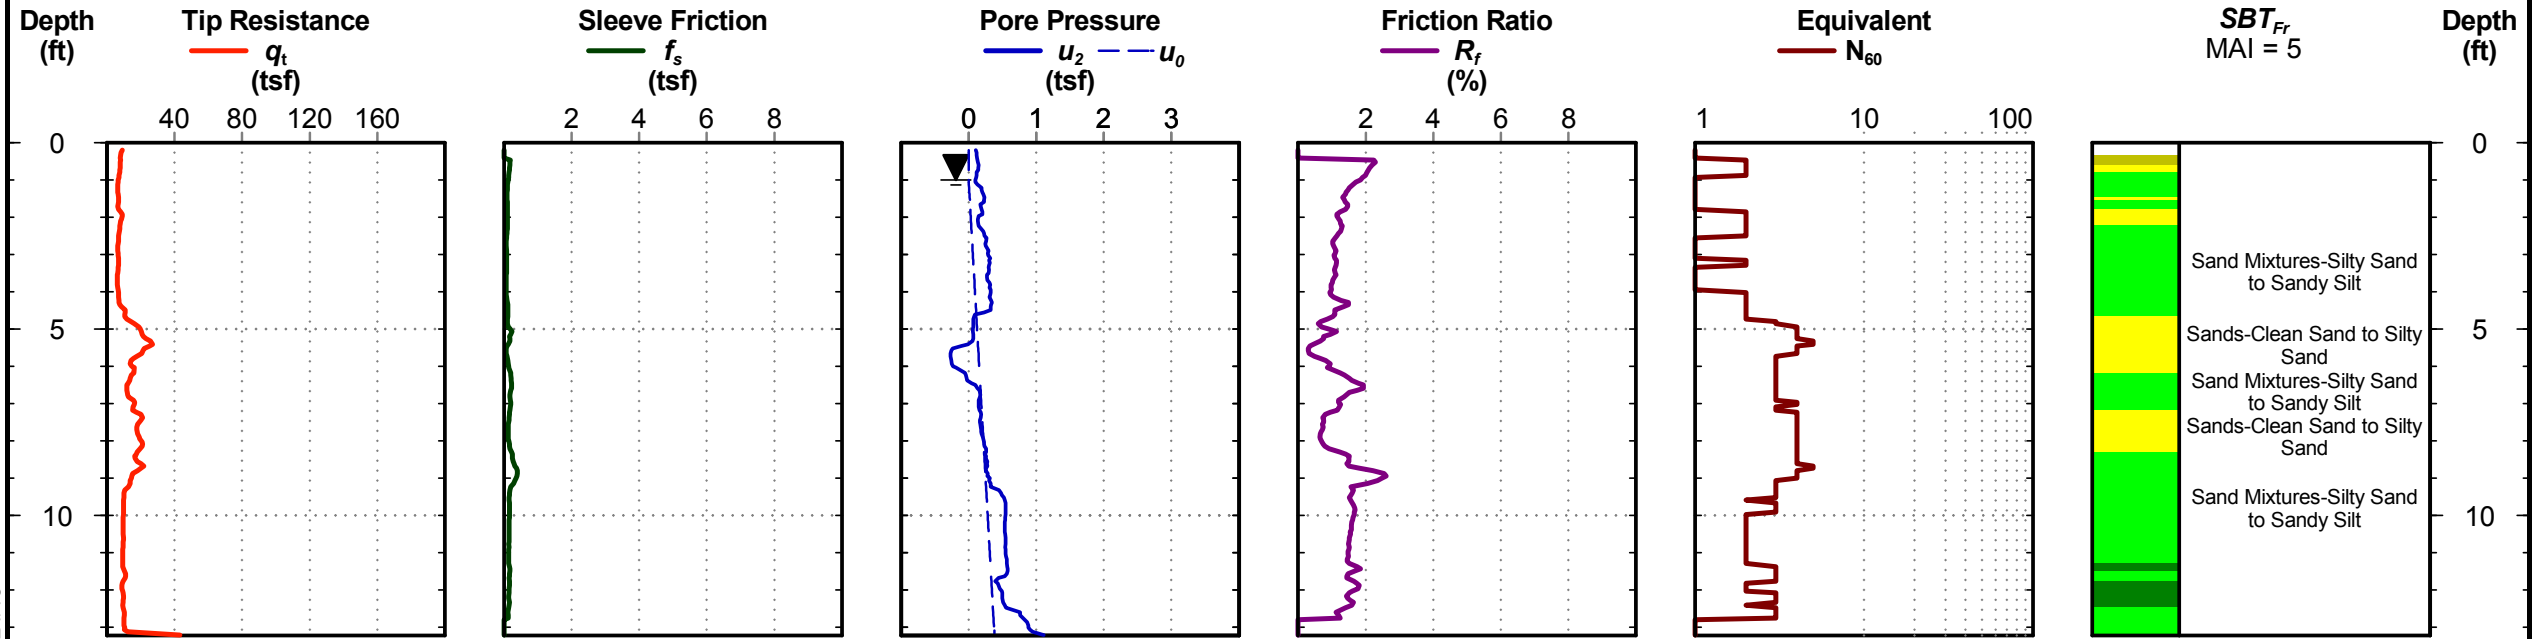 Depth
(ft)
Tip Resistance
qt
(tsf)
Sleeve Friction
fs
(tsf)
Pore Pressure
u2 u0
(tsf)
Friction Ratio
Rf
(%)
Equivalent
N60
SBTFr
MAI = 5
Depth
(ft)
40 80 120 160
2 4 6 8
0 1 2 3
2 4 6 8
1 10 100
0 0
Sand Mixtures-Silty Sand
to Sandy Silt
5 5
Sands-Clean Sand to Silty
Sand
Sand Mixtures-Silty Sand
to Sandy Silt
Sands-Clean Sand to Silty
Sand
Sand Mixtures-Silty Sand
to Sandy Silt
10 10